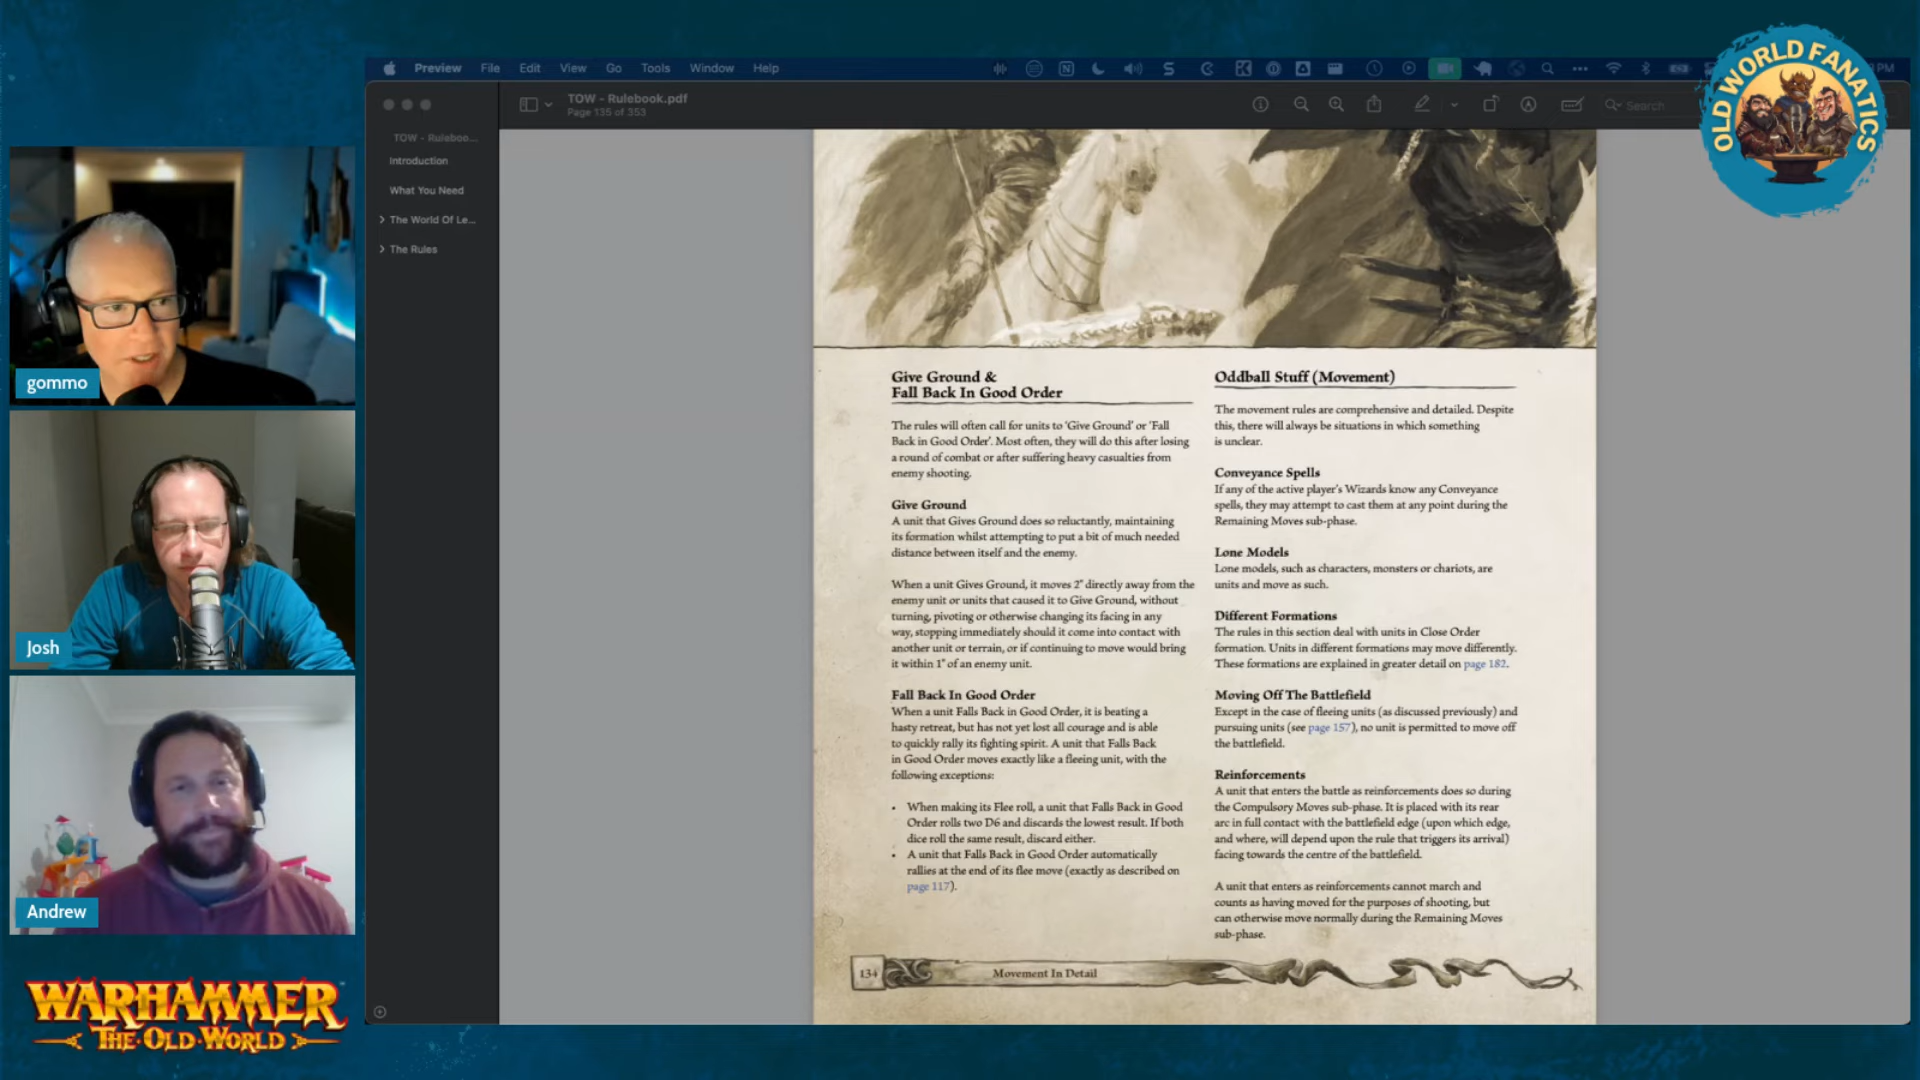 Preview File Edit View Go Tools Window Help
PM
OLD WORLD FANATICS
TOW - Rulebook.pdf
Page 135 of 353
Search
TOW - Ruleboo...
Introduction
What You Need
The World Of Le...
The Rules
gommo
Josh
Andrew
WARHAMMER
THE OLD WORLD
Give Ground &
Fall Back In Good Order
The rules will often call for units to 'Give Ground' or 'Fall
Back in Good Order'. Most often, they will do this after losing
a round of combat or after suffering heavy casualties from
enemy shooting.
Give Ground
A unit that Gives Ground does so reluctantly, maintaining
its formation whilst attempting to put a bit of much needed
distance between itself and the enemy.
When a unit Gives Ground, it moves 2" directly away from the
enemy unit or units that caused it to Give Ground, without
turning, pivoting or otherwise changing its facing in any
way, stopping immediately should it come into contact with
another unit or terrain, or if continuing to move would bring
it within 1" of an enemy unit.
Fall Back In Good Order
When a unit Falls Back in Good Order, it is beating a
hasty retreat, but has not yet lost all courage and is able
to quickly rally its fighting spirit. A unit that Falls Back
in Good Order moves exactly like a fleeing unit, with the
following exceptions:
• When making its Flee roll, a unit that Falls Back in Good
Order rolls two D6 and discards the lowest result. If both
dice roll the same result, discard either.
• A unit that Falls Back in Good Order automatically
rallies at the end of its flee move (exactly as described on
page 117).
Oddball Stuff (Movement)
The movement rules are comprehensive and detailed. Despite
this, there will always be situations in which something
is unclear.
Conveyance Spells
If any of the active player's Wizards know any Conveyance
spells, they may attempt to cast them at any point during the
Remaining Moves sub-phase.
Lone Models
Lone models, such as characters, monsters or chariots, are
units and move as such.
Different Formations
The rules in this section deal with units in Close Order
formation. Units in different formations may move differently.
These formations are explained in greater detail on page 182.
Moving Off The Battlefield
Except in the case of fleeing units (as discussed previously) and
pursuing units (see page 157), no unit is permitted to move off
the battlefield.
Reinforcements
A unit that enters the battle as reinforcements does so during
the Compulsory Moves sub-phase. It is placed with its rear
arc in full contact with the battlefield edge (upon which edge,
and where, will depend upon the rule that triggers its arrival)
facing towards the centre of the battlefield.
A unit that enters as reinforcements cannot march and
counts as having moved for the purposes of shooting, but
can otherwise move normally during the Remaining Moves
sub-phase.
134
Movement In Detail